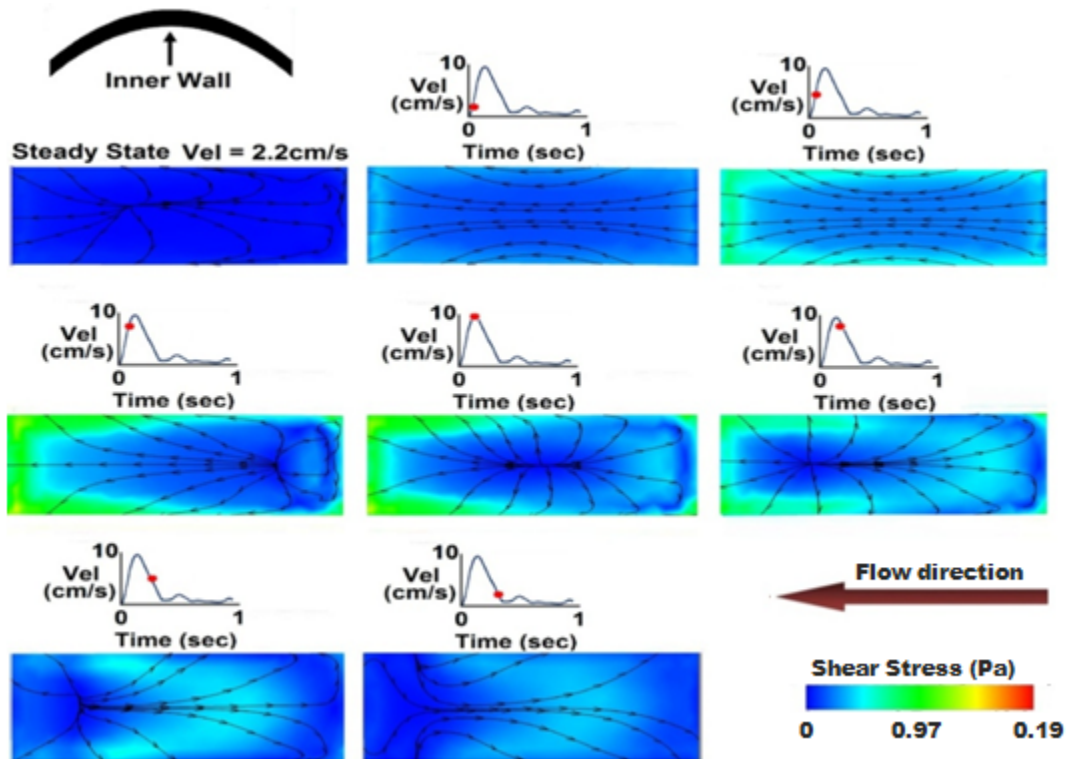 Inner Wall
10
Vel
(cm/s)
0 1
Time (sec)
10
Vel
(cm/s)
0 1
Time (sec)
Steady State Vel = 2.2cm/s
10
Vel
(cm/s)
0 1
Time (sec)
10
Vel
(cm/s)
0 1
Time (sec)
10
Vel
(cm/s)
0 1
Time (sec)
10
Vel
(cm/s)
0 1
Time (sec)
10
Vel
(cm/s)
0 1
Time (sec)
Flow direction
Shear Stress (Pa)
0 0.97 0.19